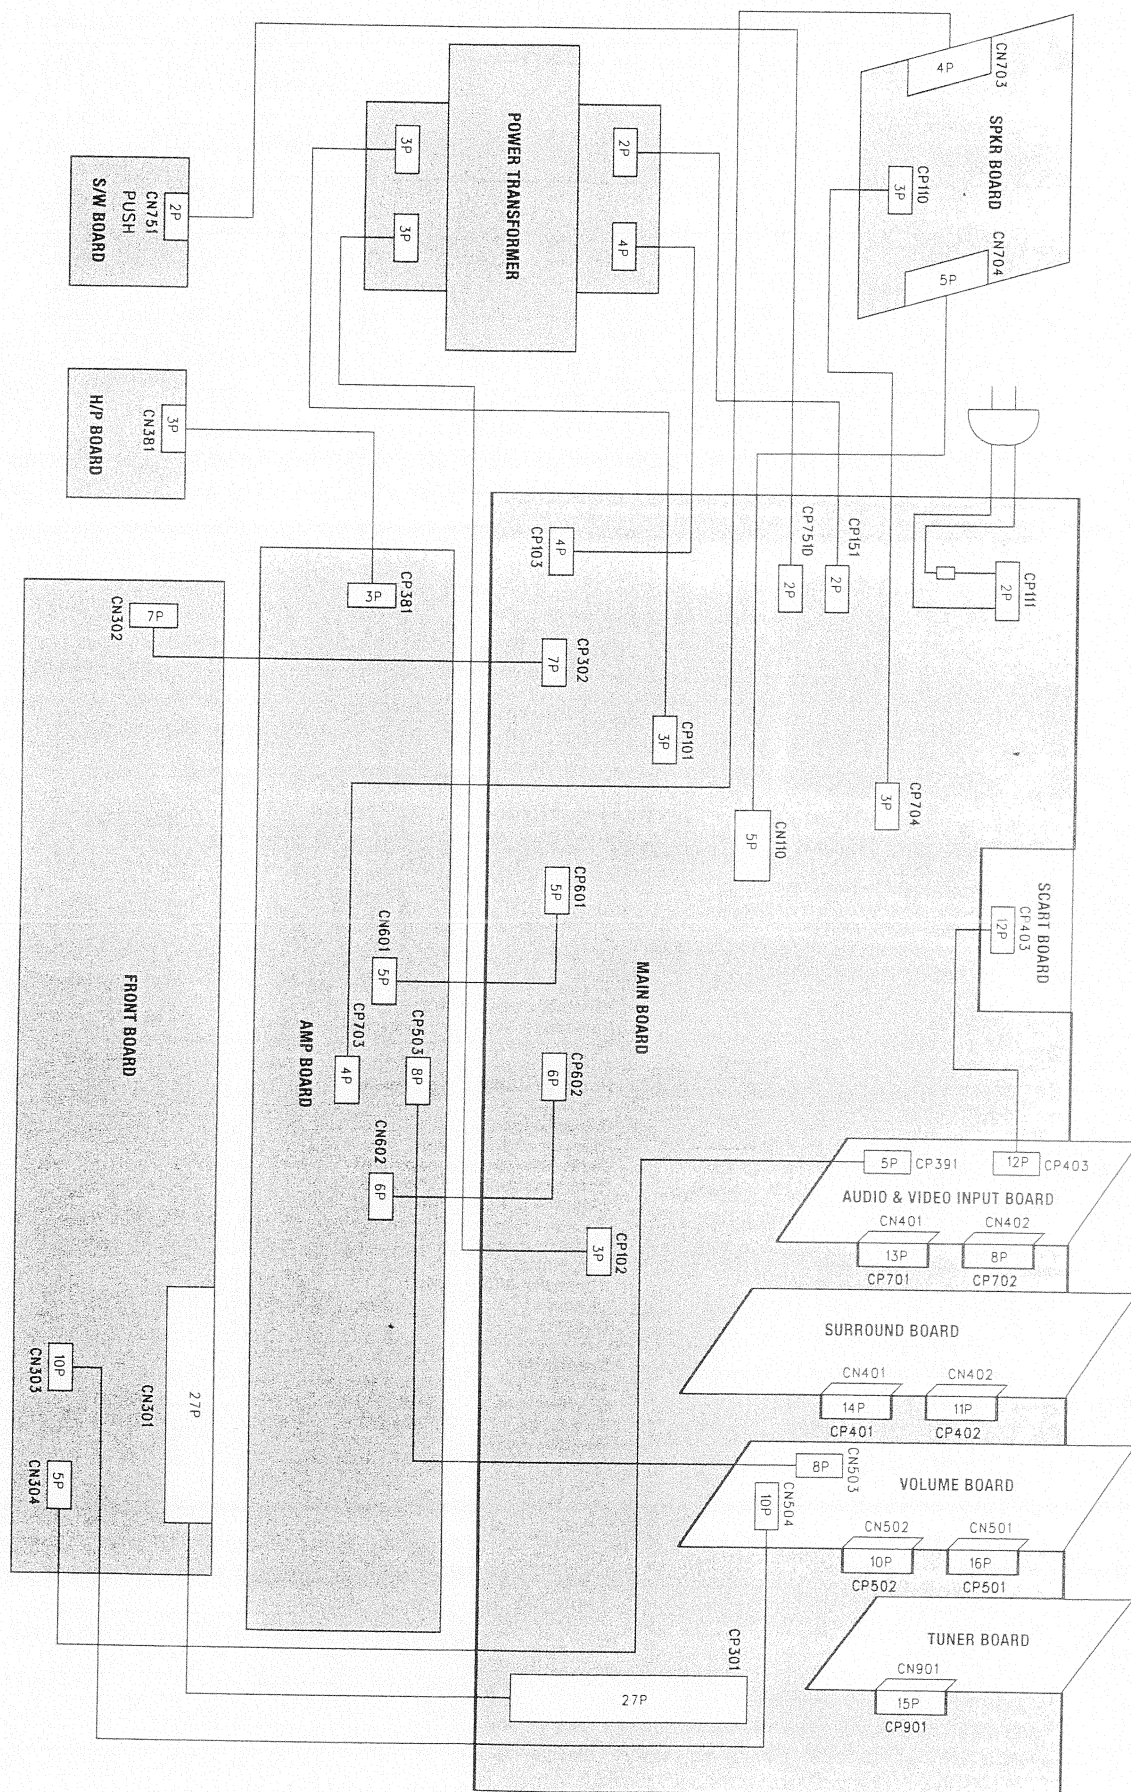 CN703
4P
SPKR BOARD
CP110
3P
CN704
5P
POWER TRANSFORMER
2P
4P
3P
3P
2P
CN751
PUSH
S/W BOARD
3P
CN381
H/P BOARD
CP111
2P
CP151
2P
CP751D
2P
4P
CP103
CP302
7P
CP101
3P
CP704
3P
CN110
5P
SCART BOARD
CP403
12P
MAIN BOARD
CP601
5P
CP602
6P
CP102
3P
CP301
27P
CP381
3P
CN601
5P
CP703
4P
CP503
8P
CN602
6P
AMP BOARD
7P
CN302
FRONT BOARD
27P
CN301
10P
CN303
5P
CN304
5P
CP391
12P
CP403
AUDIO & VIDEO INPUT BOARD
CN401
CN402
13P
8P
CP701
CP702
SURROUND BOARD
CN401
CN402
14P
11P
CP401
CP402
8P
CN503
10P
CN504
VOLUME BOARD
CN502
CN501
10P
16P
CP502
CP501
TUNER BOARD
CN901
15P
CP901